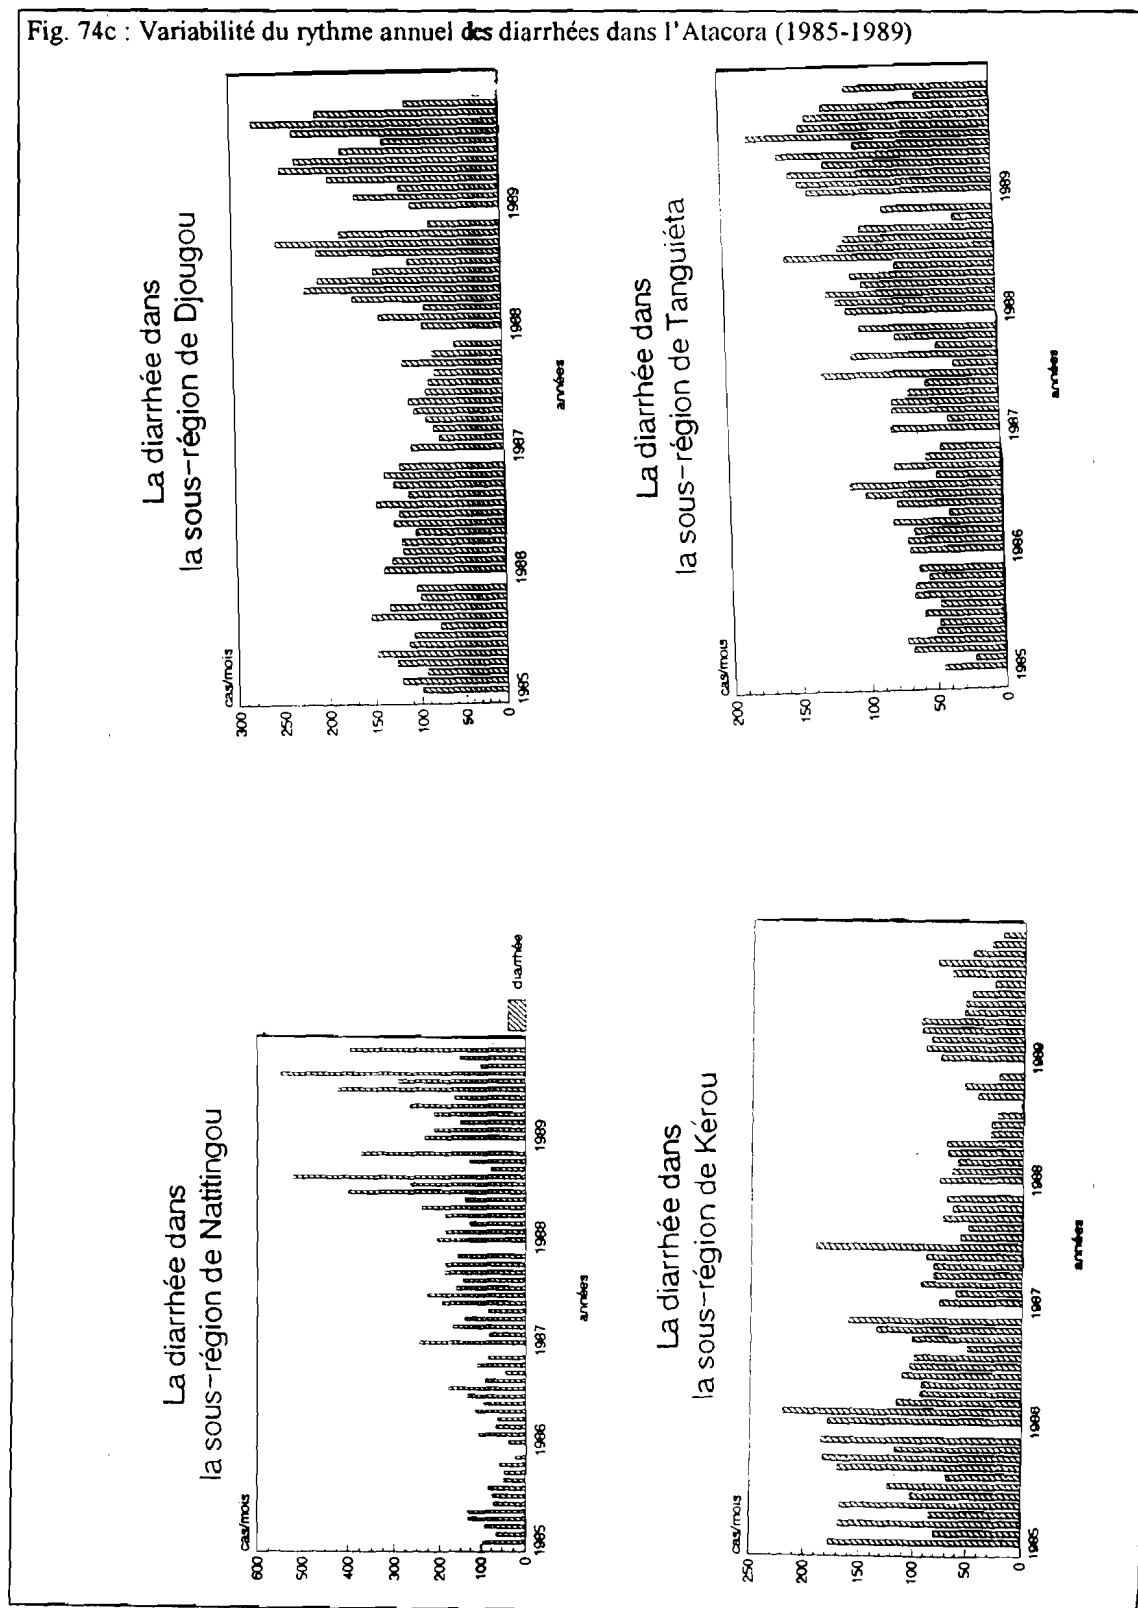 Fig. 74c : Variabilité du rythme annuel des diarrhées dans l'Atacora (1985-1989)
La diarrhée dans
la sous-région de Djougou
cas/mois
300
250
200
150
100
50
0
1985
1986
1987
1988
1989
années
La diarrhée dans
la sous-région de Tanguiéta
cas/mois
200
150
100
50
0
1985
1986
1987
1988
1989
années
La diarrhée dans
la sous-région de Natitingou
cas/mois
600
500
400
300
200
100
0
1985
1986
1987
1988
1989
années
diarrhée
La diarrhée dans
la sous-région de Kérou
cas/mois
250
200
150
100
50
0
1985
1986
1987
1988
1989
années